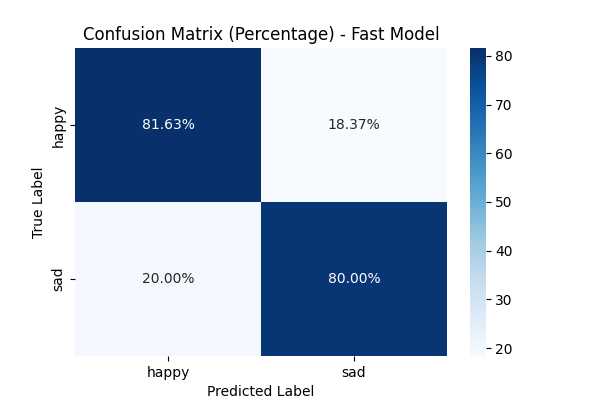 Confusion Matrix (Percentage) - Fast Model
happy
81.63%
18.37%
sad
20.00%
80.00%
True Label
happy
sad
Predicted Label
80
70
60
50
40
30
20